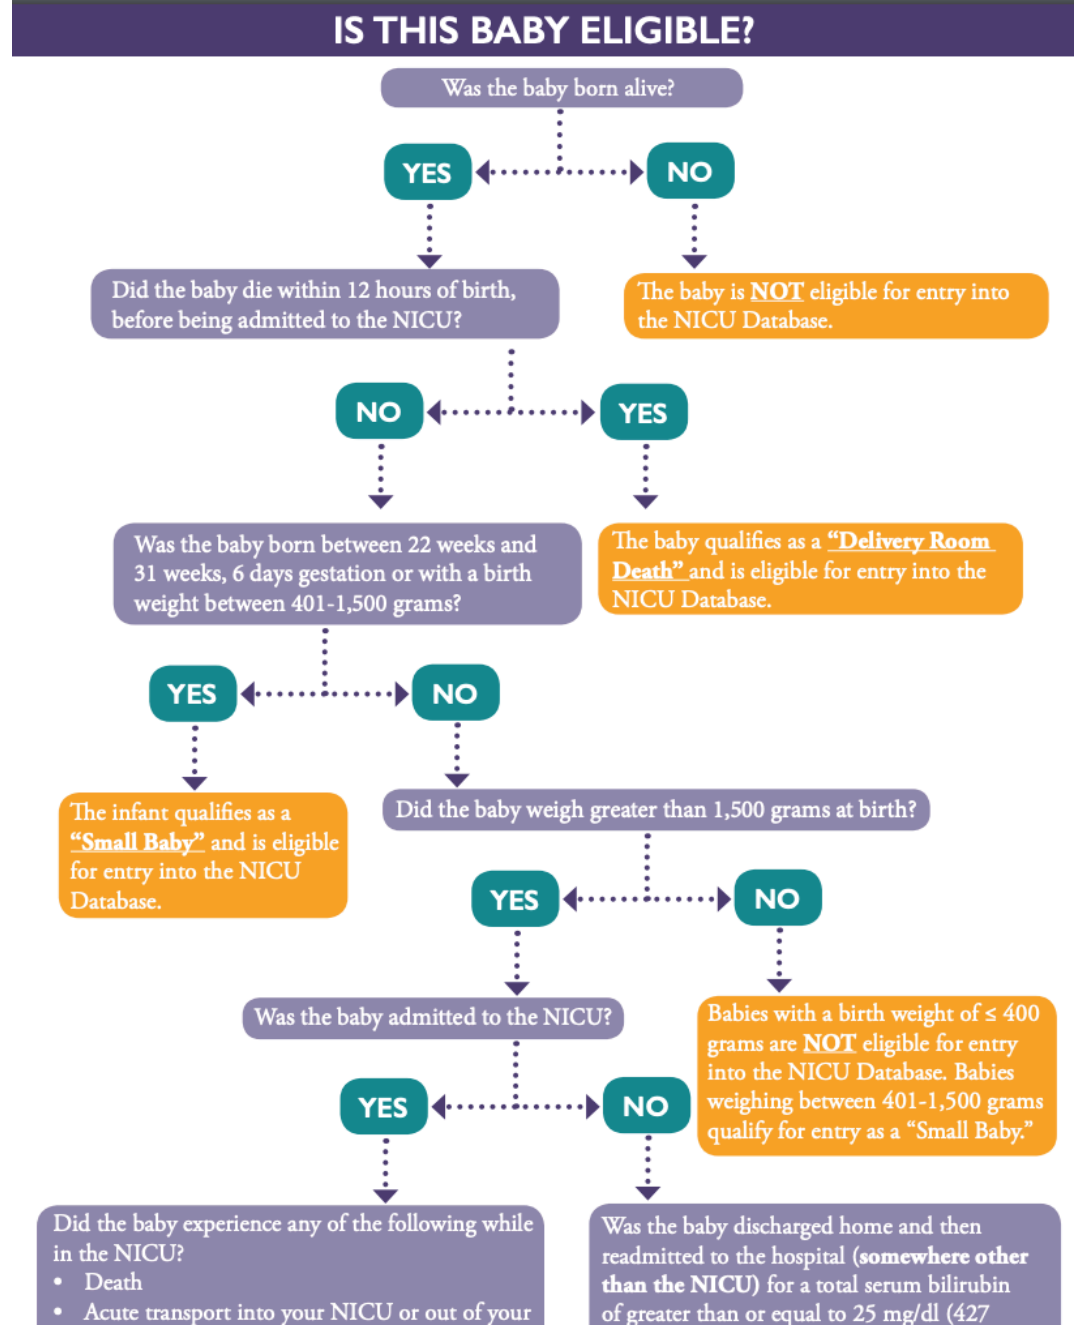 IS THIS BABY ELIGIBLE?
Was the baby born alive?
YES
NO
Did the baby die within 12 hours of birth,
before being admitted to the NICU?
The baby is NOT eligible for entry into
the NICU Database.
NO
YES
Was the baby born between 22 weeks and
31 weeks, 6 days gestation or with a birth
weight between 401-1,500 grams?
The baby qualifies as a “Delivery Room
Death” and is eligible for entry into the
NICU Database.
YES
NO
The infant qualifies as a
“Small Baby” and is eligible
for entry into the NICU
Database.
Did the baby weigh greater than 1,500 grams at birth?
YES
NO
Was the baby admitted to the NICU?
Babies with a birth weight of ≤ 400
grams are NOT eligible for entry
into the NICU Database. Babies
weighing between 401-1,500 grams
qualify for entry as a “Small Baby.”
YES
NO
Did the baby experience any of the following while
in the NICU?
• Death
• Acute transport into your NICU or out of your
Was the baby discharged home and then
readmitted to the hospital (somewhere other
than the NICU) for a total serum bilirubin
of greater than or equal to 25 mg/dl (427